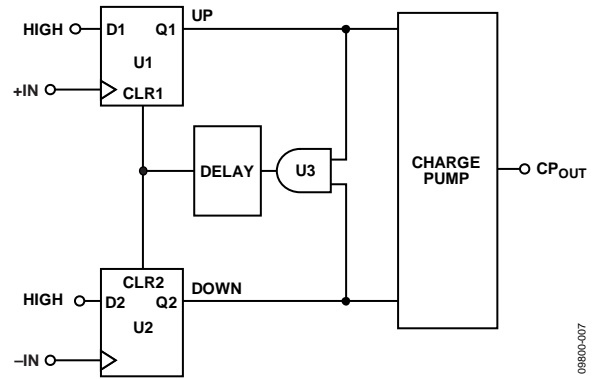 UP
HIGH D1 Q1
U1
+IN
CLR1
DELAY
U3
CHARGE
PUMP
CPOUT
CLR2
DOWN
HIGH D2 Q2
U2
–IN
09800-007